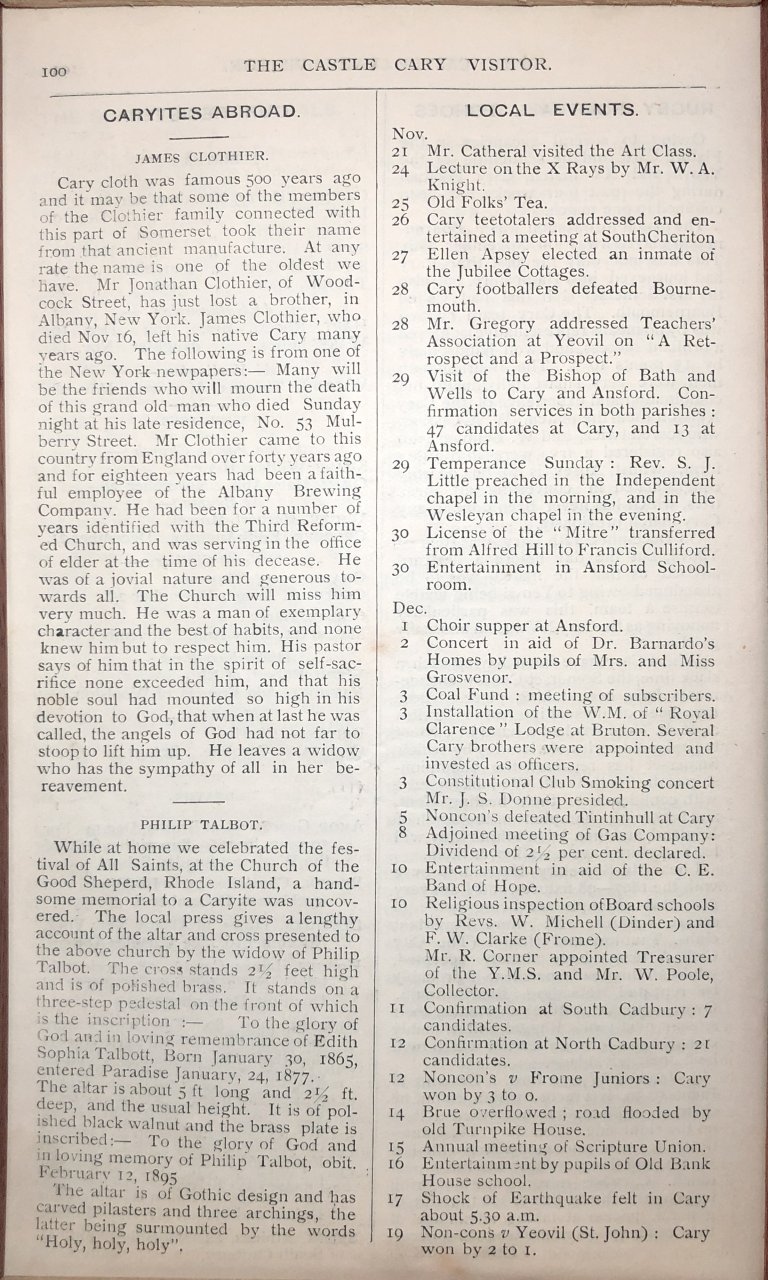 100
THE CASTLE CARY VISITOR.
CARYITES ABROAD.
JAMES CLOTHIER.
Cary cloth was famous 500 years ago
and it may be that some of the members
of the Clothier family connected with
this part of Somerset took their name
from that ancient manufacture. At any
rate the name is one of the oldest we
have. Mr Jonathan Clothier, of Wood-
cock Street, has just lost a brother, in
Albany, New York. James Clothier, who
died Nov 16, left his native Cary many
years ago. The following is from one of
the New York newspapers:— Many will
be the friends who will mourn the death
of this grand old man who died Sunday
night at his late residence, No. 53 Mul-
berry Street. Mr Clothier came to this
country from England over forty years ago
and for eighteen years had been a faith-
ful employee of the Albany Brewing
Company. He had been for a number of
years identified with the Third Reform-
ed Church, and was serving in the office
of elder at the time of his decease. He
was of a jovial nature and generous to-
wards all. The Church will miss him
very much. He was a man of exemplary
character and the best of habits, and none
knew him but to respect him. His pastor
says of him that in the spirit of self-sac-
rifice none exceeded him, and that his
noble soul had mounted so high in his
devotion to God, that when at last he was
called, the angels of God had not far to
stoop to lift him up. He leaves a widow
who has the sympathy of all in her be-
reavement.
PHILIP TALBOT.
While at home we celebrated the fes-
tival of All Saints, at the Church of the
Good Sheperd, Rhode Island, a hand-
some memorial to a Caryite was uncov-
ered. The local press gives a lengthy
account of the altar and cross presented to
the above church by the widow of Philip
Talbot. The cross stands 2½ feet high
and is of polished brass. It stands on a
three-step pedestal on the front of which
is the inscription :— To the glory of
God and in loving remembrance of Edith
Sophia Talbott, Born January 30, 1865,
entered Paradise January, 24, 1877.
The altar is about 5 ft long and 2½ ft.
deep, and the usual height. It is of pol-
ished black walnut and the brass plate is
inscribed:— To the glory of God and
in loving memory of Philip Talbot, obit.
February 12, 1895
The altar is of Gothic design and has
carved pilasters and three archings, the
latter being surmounted by the words
"Holy, holy, holy".
LOCAL EVENTS.
Nov.
21 Mr. Catheral visited the Art Class.
24 Lecture on the X Rays by Mr. W. A.
Knight.
25 Old Folks' Tea.
26 Cary teetotalers addressed and en-
tertained a meeting at SouthCheriton
27 Ellen Apsey elected an inmate of
the Jubilee Cottages.
28 Cary footballers defeated Bourne-
mouth.
28 Mr. Gregory addressed Teachers'
Association at Yeovil on "A Ret-
rospect and a Prospect."
29 Visit of the Bishop of Bath and
Wells to Cary and Ansford. Con-
firmation services in both parishes :
47 candidates at Cary, and 13 at
Ansford.
29 Temperance Sunday : Rev. S. J.
Little preached in the Independent
chapel in the morning, and in the
Wesleyan chapel in the evening.
30 License of the "Mitre" transferred
from Alfred Hill to Francis Culliford.
30 Entertainment in Ansford School-
room.
Dec.
1 Choir supper at Ansford.
2 Concert in aid of Dr. Barnardo's
Homes by pupils of Mrs. and Miss
Grosvenor.
3 Coal Fund : meeting of subscribers.
3 Installation of the W.M. of "Royal
Clarence" Lodge at Bruton. Several
Cary brothers were appointed and
invested as officers.
3 Constitutional Club Smoking concert
Mr. J. S. Donne presided.
5 Noncon's defeated Tintinhull at Cary
8 Adjoined meeting of Gas Company:
Dividend of 2½ per cent. declared.
10 Entertainment in aid of the C. E.
Band of Hope.
10 Religious inspection of Board schools
by Revs. W. Michell (Dinder) and
F. W. Clarke (Frome).
Mr. R. Corner appointed Treasurer
of the Y.M.S. and Mr. W. Poole,
Collector.
11 Confirmation at South Cadbury : 7
candidates.
12 Confirmation at North Cadbury : 21
candidates.
12 Noncon's v Frome Juniors : Cary
won by 3 to 0.
14 Brue overflowed ; road flooded by
old Turnpike House.
15 Annual meeting of Scripture Union.
16 Entertainment by pupils of Old Bank
House school.
17 Shock of Earthquake felt in Cary
about 5.30 a.m.
19 Non-cons v Yeovil (St. John) : Cary
won by 2 to 1.